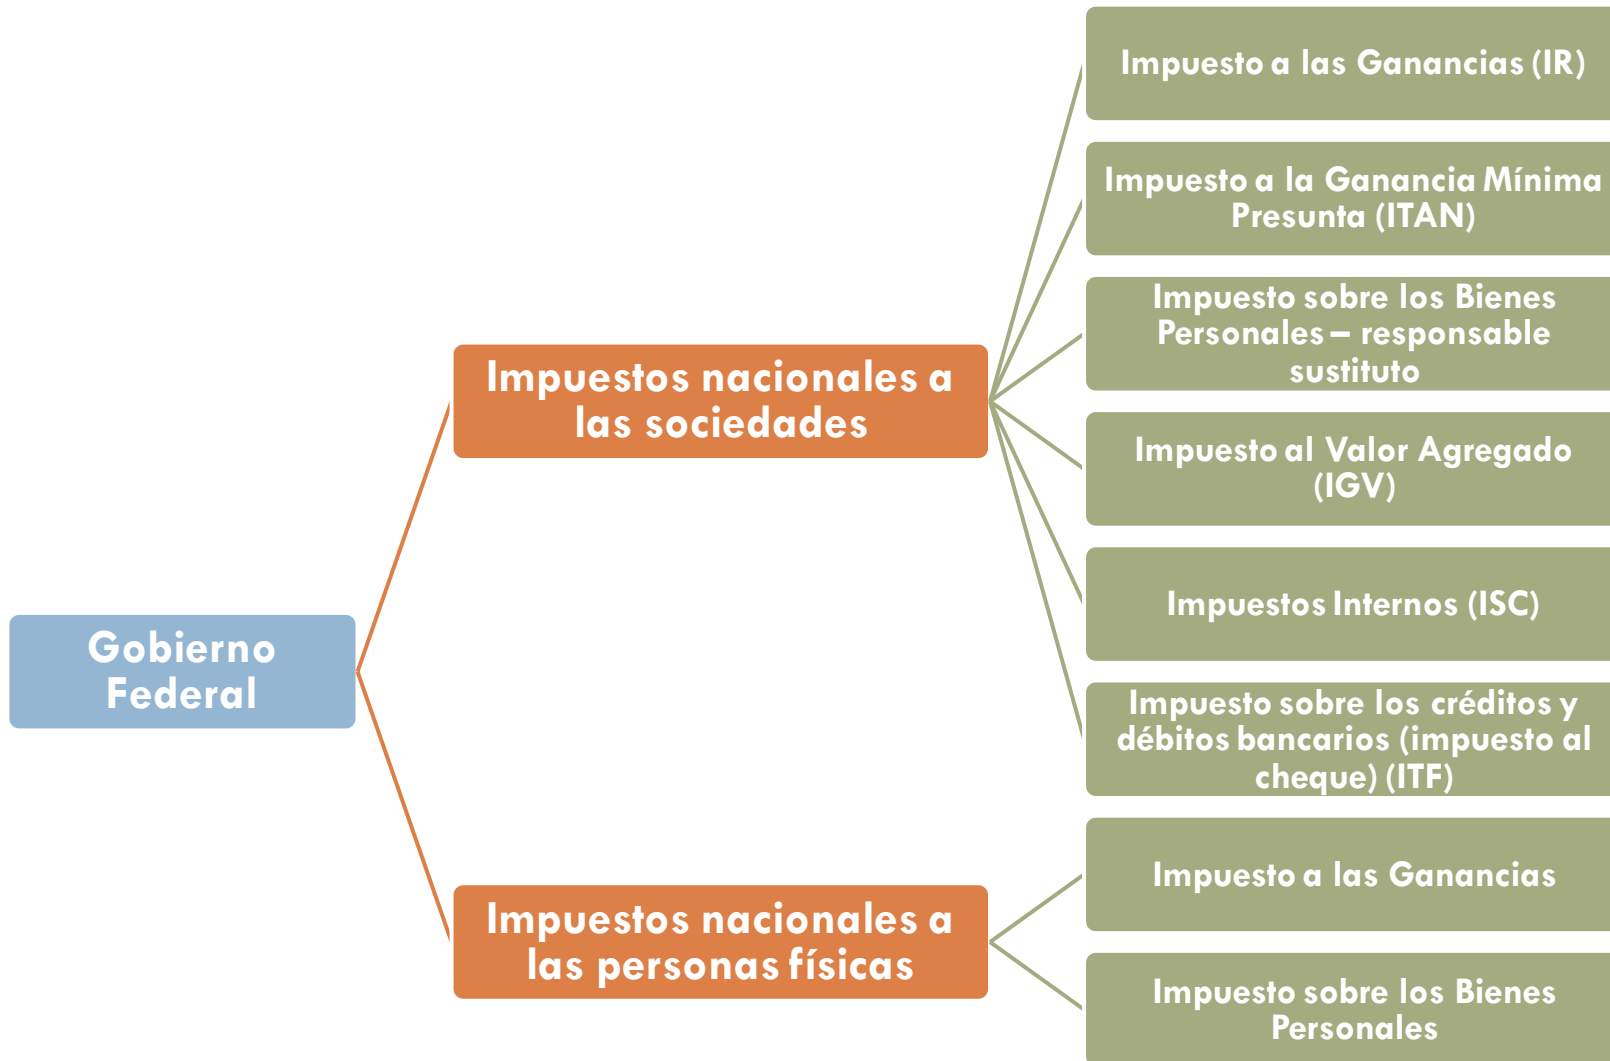 Gobierno
Federal
Impuestos nacionales a
las sociedades
Impuesto a las Ganancias (IR)
Impuesto a la Ganancia Mínima
Presunta (ITAN)
Impuesto sobre los Bienes
Personales – responsable
sustituto
Impuesto al Valor Agregado
(IGV)
Impuestos Internos (ISC)
Impuesto sobre los créditos y
débitos bancarios (impuesto al
cheque) (ITF)
Impuestos nacionales a
las personas físicas
Impuesto a las Ganancias
Impuesto sobre los Bienes
Personales